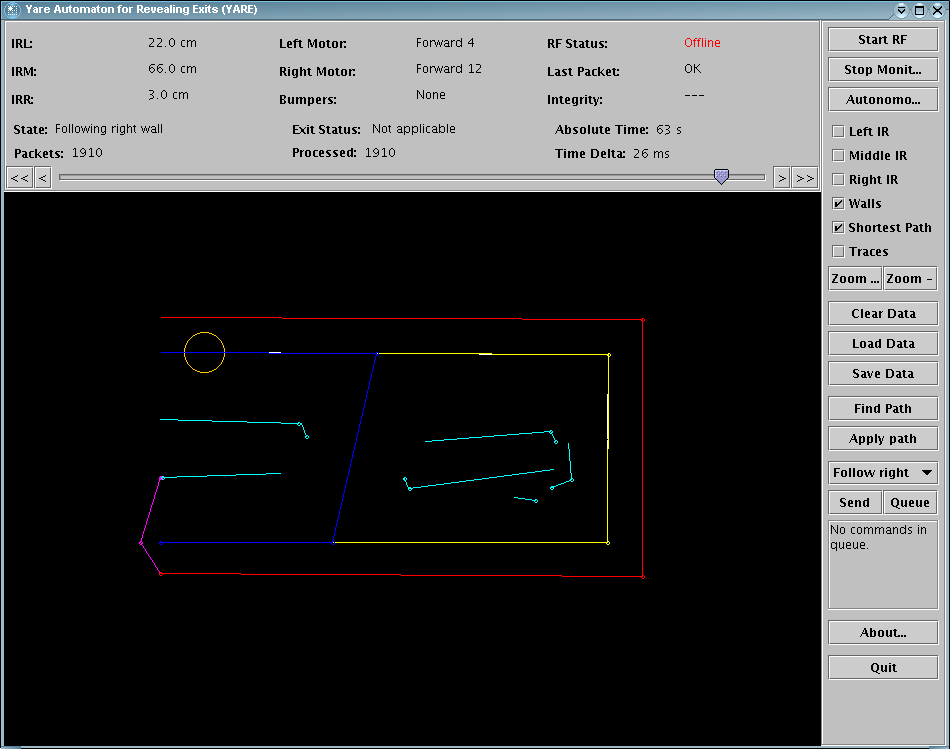 Yare Automaton for Revealing Exits (YARE)
IRL: 22.0 cm Left Motor: Forward 4 RF Status: Offline
IRM: 66.0 cm Right Motor: Forward 12 Last Packet: OK
IRR: 3.0 cm Bumpers: None Integrity: ---
State: Following right wall Exit Status: Not applicable Absolute Time: 63 s
Packets: 1910 Processed: 1910 Time Delta: 26 ms
<< < > >>
Start RF
Stop Monit...
Autonomo...
Left IR
Middle IR
Right IR
Walls
Shortest Path
Traces
Zoom ... Zoom -
Clear Data
Load Data
Save Data
Find Path
Apply path
Follow right
Send Queue
No commands in
queue.
About...
Quit